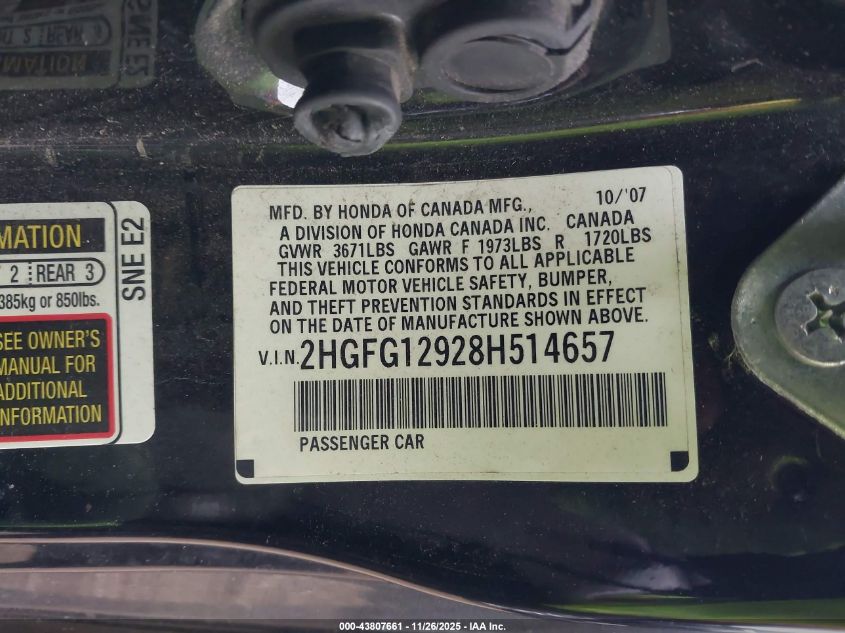 MATION
2 REAR 3
385kg or 850lbs.
SEE OWNER'S
MANUAL FOR
ADDITIONAL
INFORMATION
SNE E2
MFD. BY HONDA OF CANADA MFG., 10/'07
A DIVISION OF HONDA CANADA INC. CANADA
GVWR 3671LBS GAWR F 1973LBS R 1720LBS
THIS VEHICLE CONFORMS TO ALL APPLICABLE
FEDERAL MOTOR VEHICLE SAFETY, BUMPER,
AND THEFT PREVENTION STANDARDS IN EFFECT
ON THE DATE OF MANUFACTURE SHOWN ABOVE.
V.I.N. 2HGFG12928H514657
PASSENGER CAR
000-43807661 - 11/26/2025 - IAA Inc.